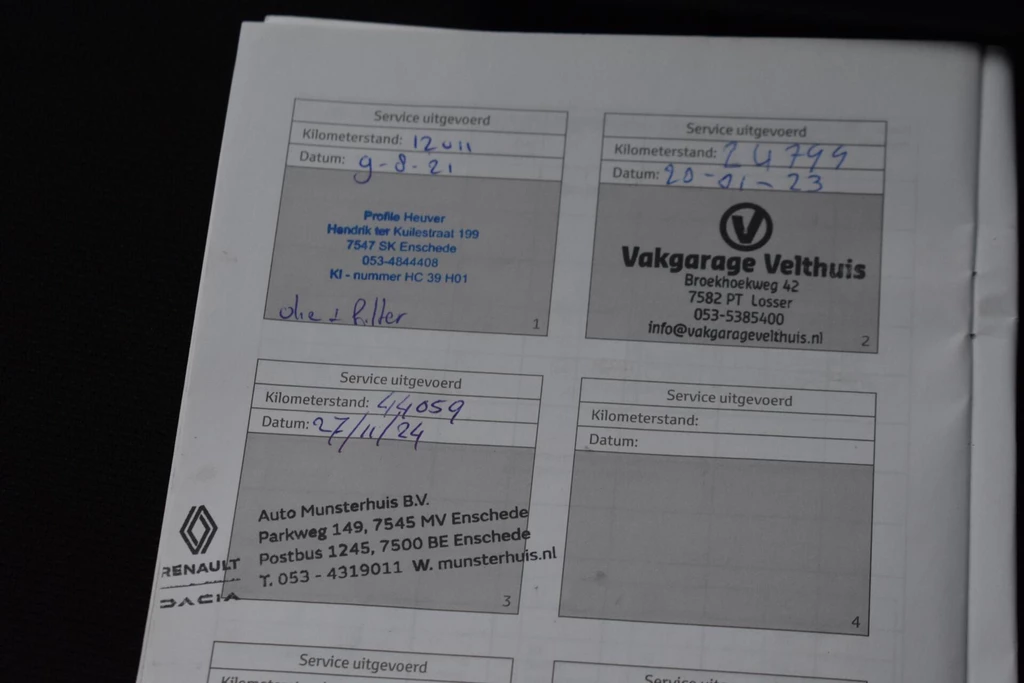 Service uitgevoerd
Kilometerstand: 12011
Datum: 9-8-21
Profile Heuver
Hendrik ter Kuilestraat 199
7547 SK Enschede
053-4844408
KI - nummer HC 39 H01
olie + filter
1
Service uitgevoerd
Kilometerstand: 24799
Datum: 20-01-23
V
Vakgarage Velthuis
Broekhoekweg 42
7582 PT Losser
053-5385400
info@vakgaragevelthuis.nl
2
Service uitgevoerd
Kilometerstand: 44059
Datum: 27/11/24
RENAULT
DACIA
Auto Munsterhuis B.V.
Parkweg 149, 7545 MV Enschede
Postbus 1245, 7500 BE Enschede
T. 053 - 4319011 W. munsterhuis.nl
3
Service uitgevoerd
Kilometerstand:
Datum:
4
Service uitgevoerd